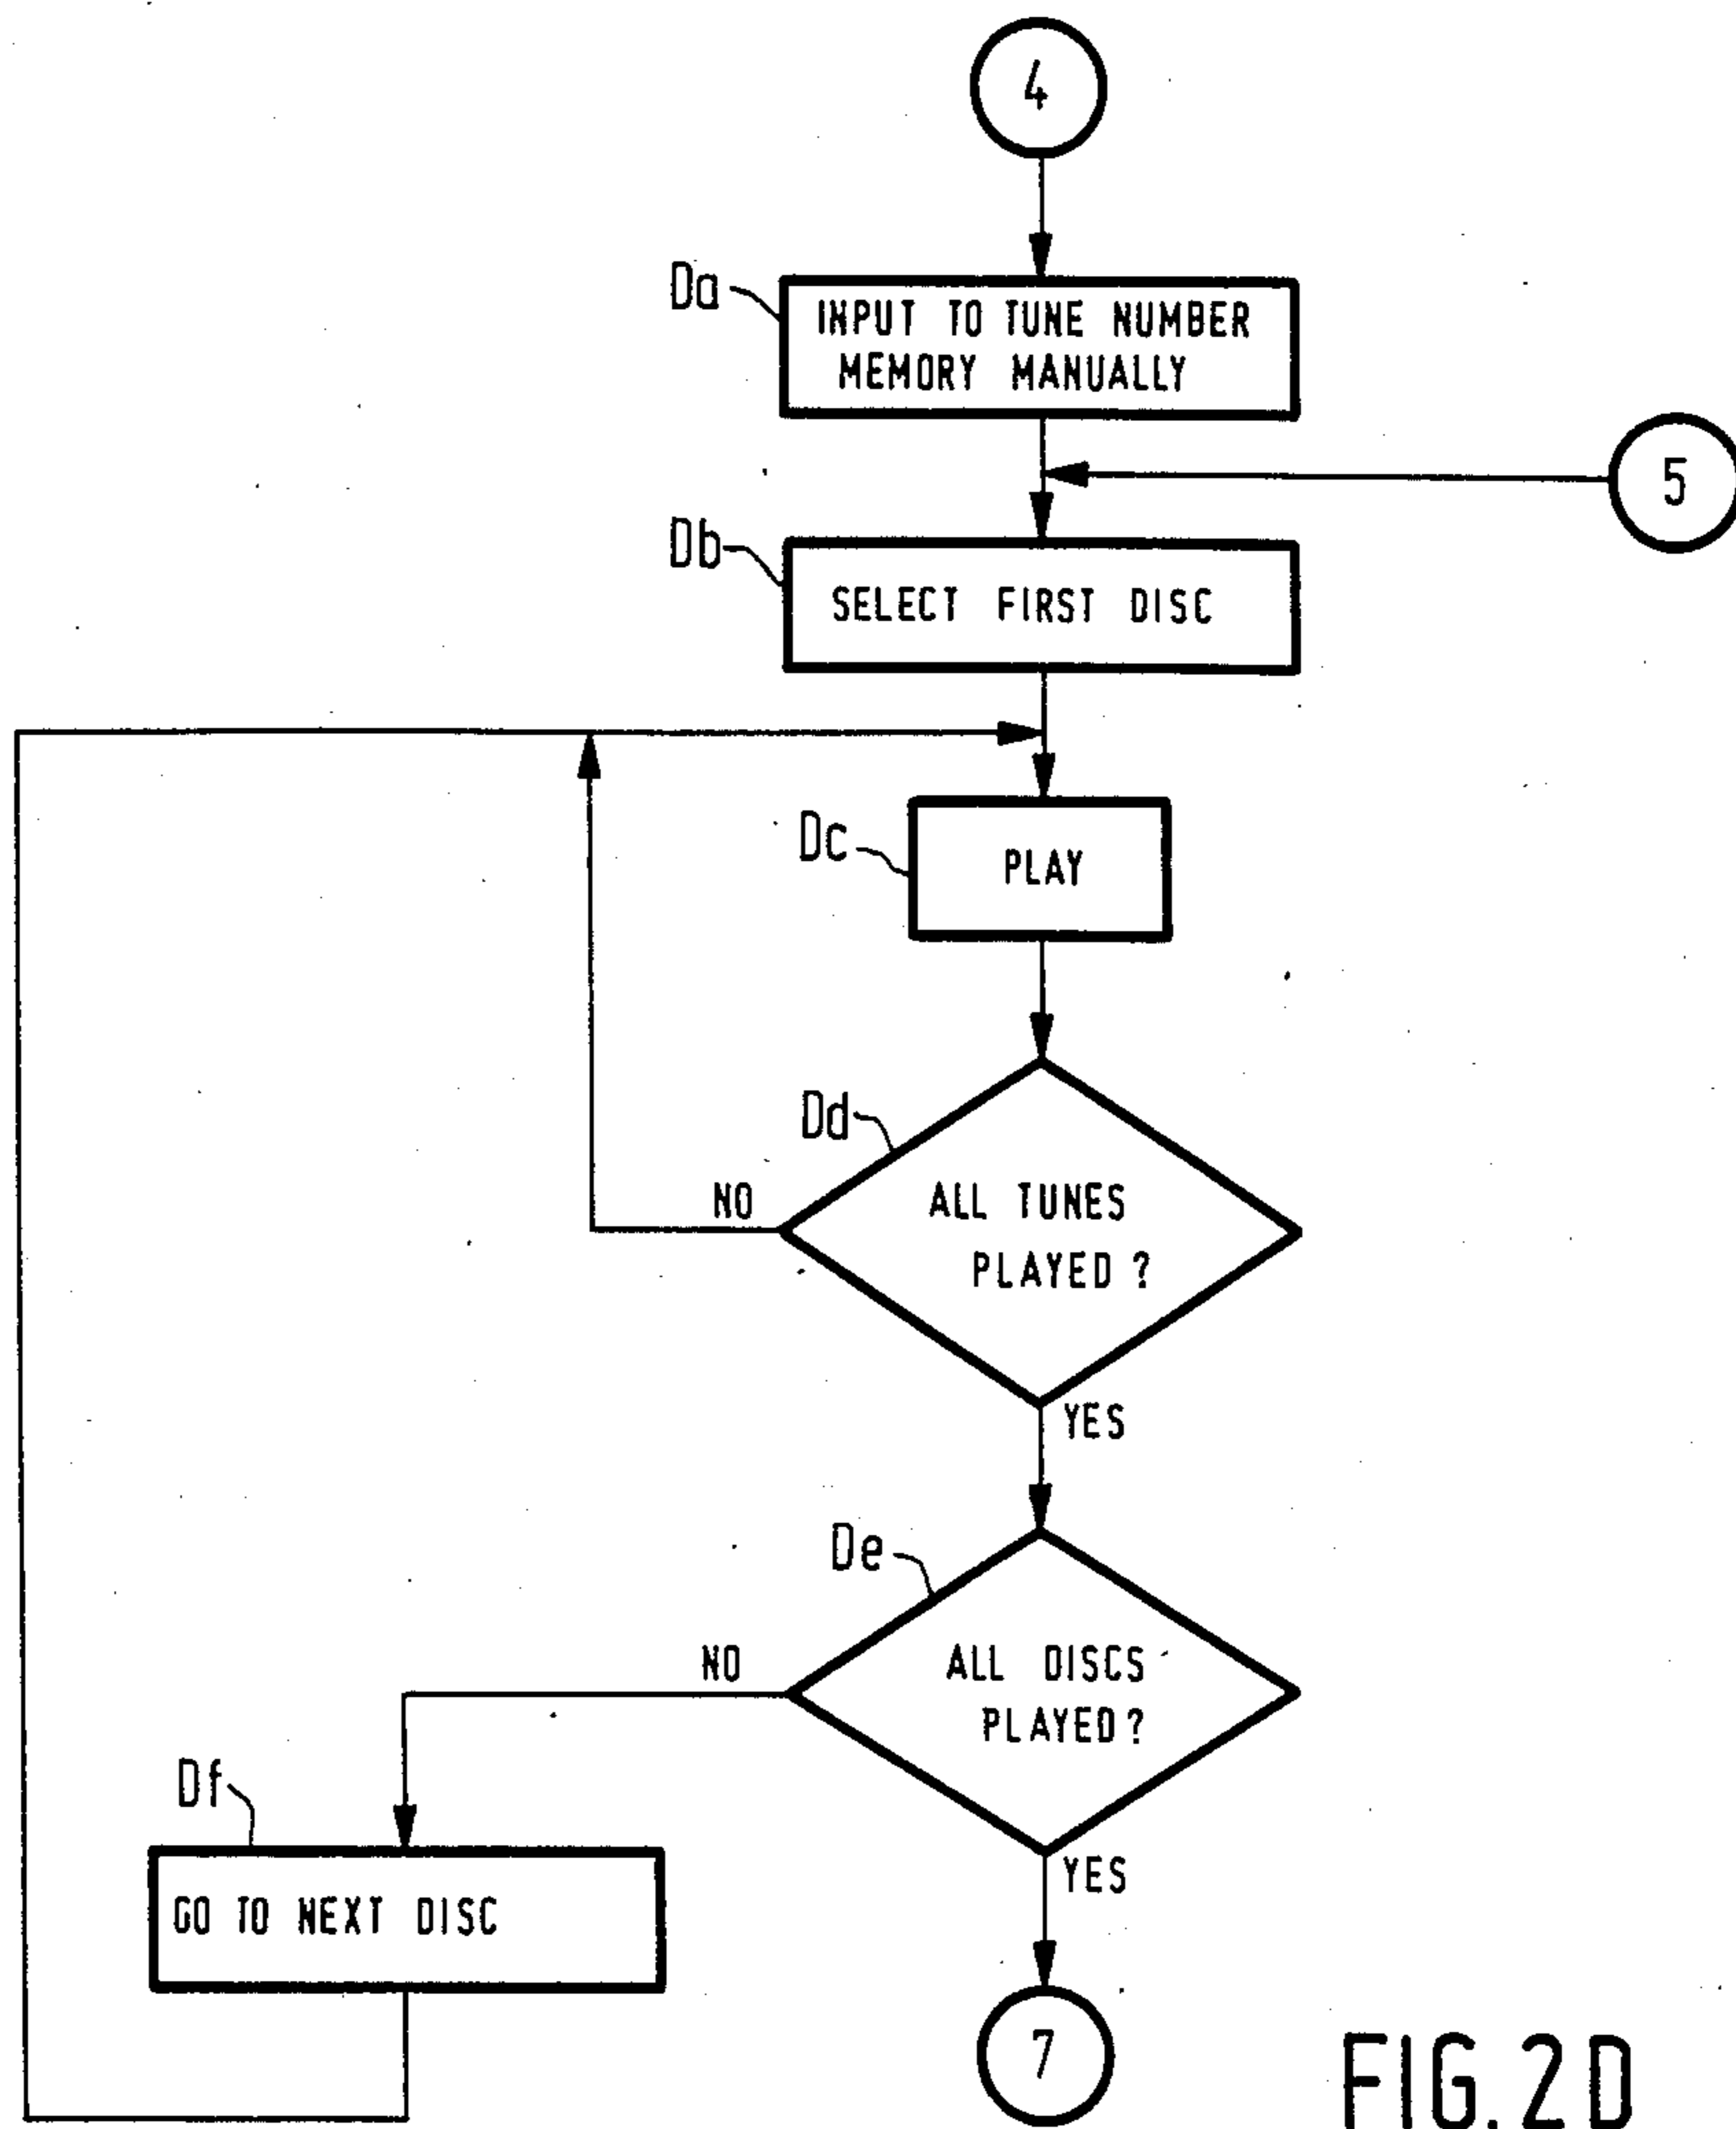 4
Da
INPUT TO TUNE NUMBER
MEMORY MANUALLY
5
Db
SELECT FIRST DISC
Dc
PLAY
Dd
NO
ALL TUNES
PLAYED ?
YES
De
NO
ALL DISCS
PLAYED?
Df
YES
GO TO NEXT DISC
7
FIG.2D